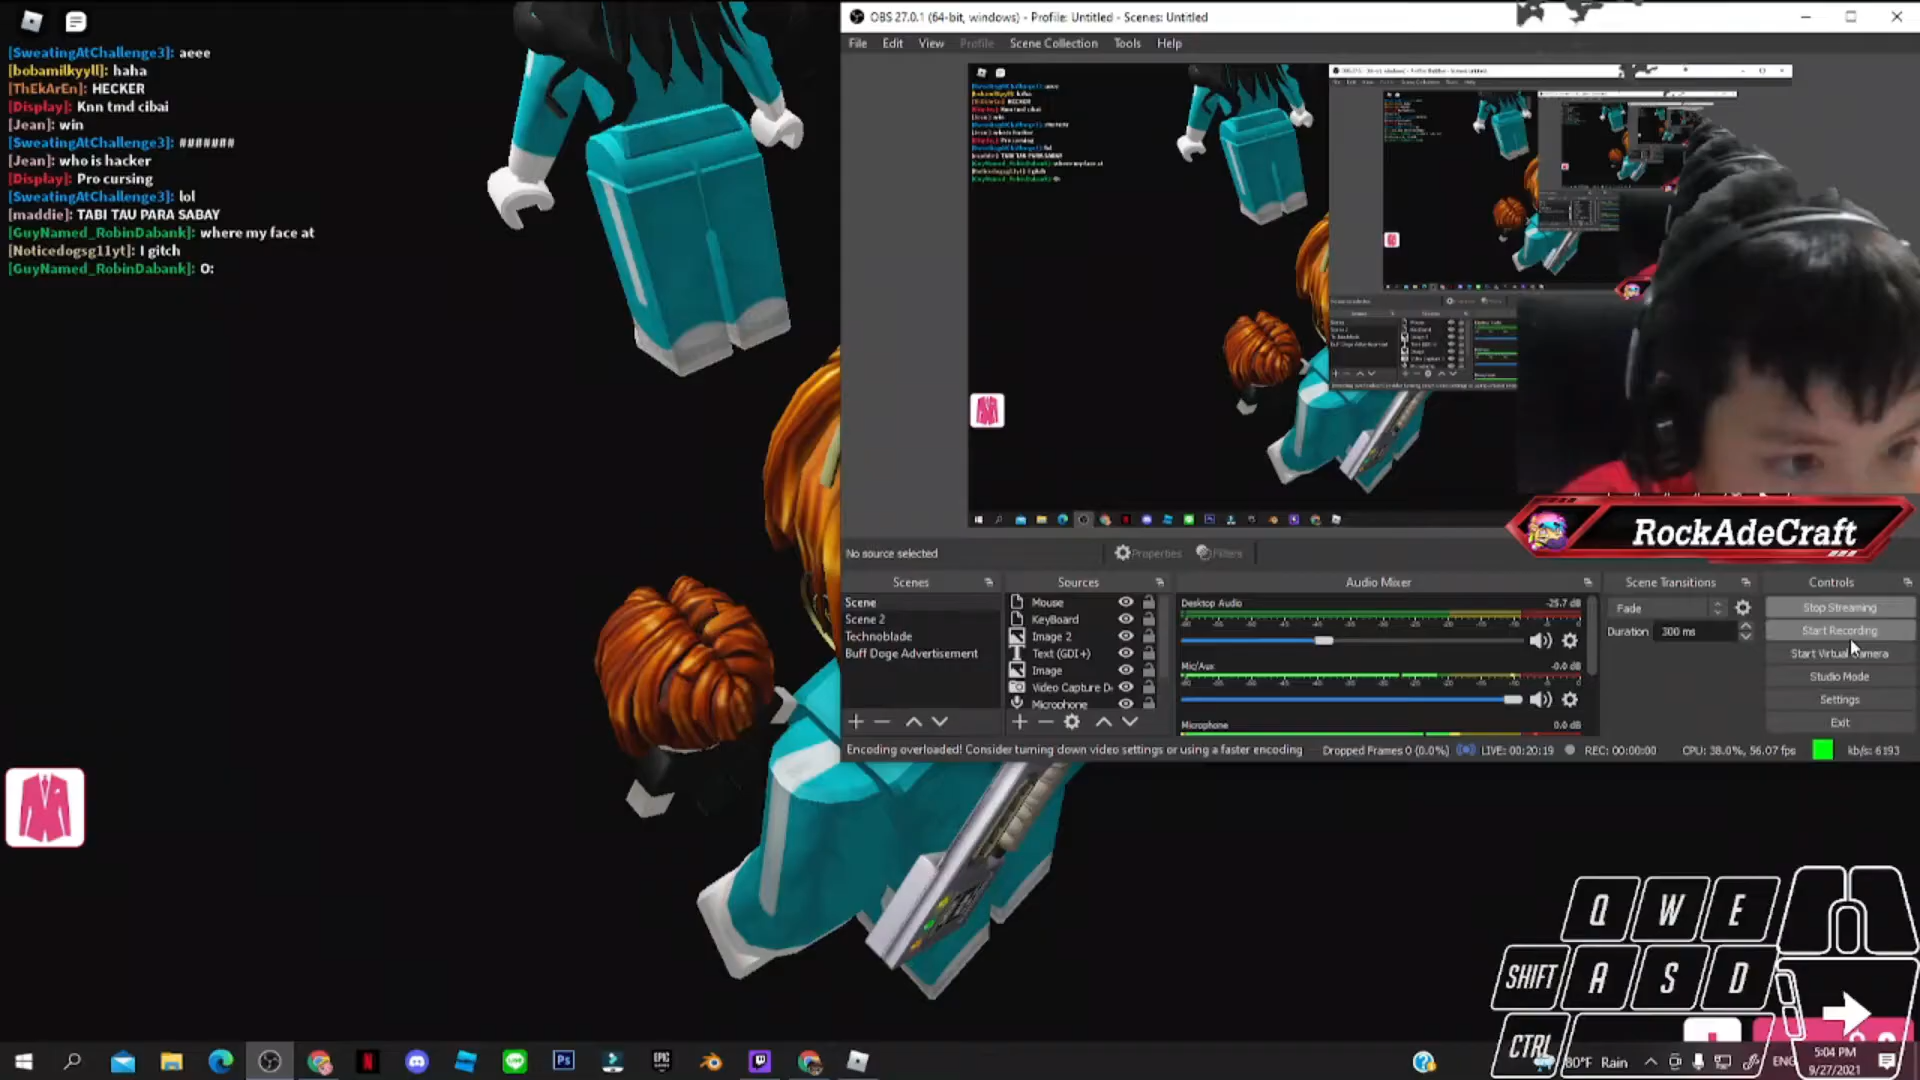 [SweatingAtChallenge3]: aeee
[bobamilkyyll]: haha
[ThEkArEn]: HECKER
[Display]: Knn tmd cibai
[Jean]: win
[SweatingAtChallenge3]: #######
[Jean]: who is hacker
[Display]: Pro cursing
[SweatingAtChallenge3]: lol
[maddie]: TABI TAU PARA SABAY
[GuyNamed_RobinDabank]: where my face at
[Noticedogsg11yt]: I gitch
[GuyNamed_RobinDabank]: O:
OBS 27.0.1 (64-bit, windows) - Profile: Untitled - Scenes: Untitled
File Edit View Profile Scene Collection Tools Help
RockAdeCraft
No source selected
Properties Filters
Scenes
Scene
Scene 2
Technoblade
Buff Doge Advertisement
Sources
Mouse
KeyBoard
Image 2
Text (GDI+)
Image
Video Capture D
Microphone
Audio Mixer
Desktop Audio -25.7 dB
Mic/Aux -0.0 dB
Microphone 0.0 dB
Scene Transitions
Fade
Duration 300 ms
Controls
Stop Streaming
Start Recording
Start Virtual Camera
Studio Mode
Settings
Exit
Encoding overloaded! Consider turning down video settings or using a faster encoding
Dropped Frames 0 (0.0%) LIVE: 00:20:19 REC: 00:00:00 CPU: 38.0%, 56.07 fps kb/s: 6193
Q W E
SHIFT A S D
CTRL
Ps
EPIC
80°F Rain
ENG
5:04 PM
9/27/2021